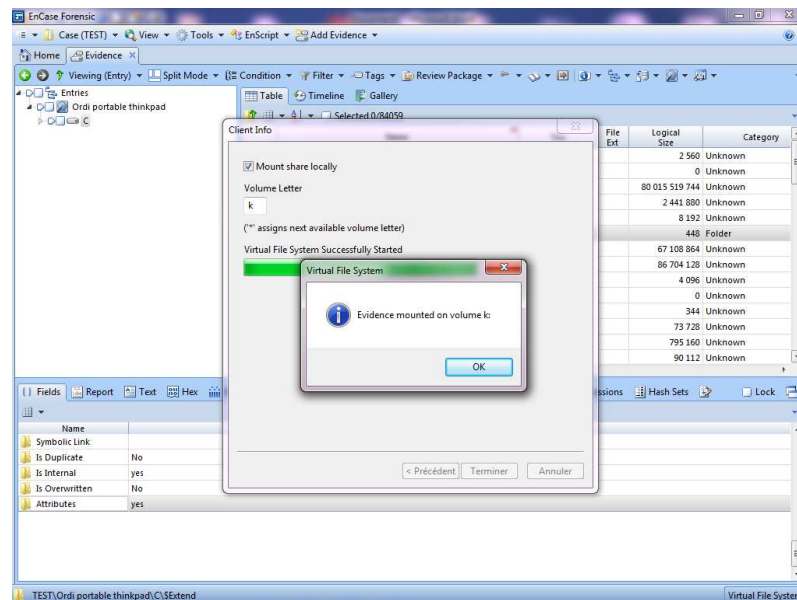 EnCase Forensic
Case (TEST) View Tools EnScript Add Evidence
Home Evidence
Viewing (Entry) Split Mode Condition Filter Tags Review Package
Entries
Ordi portable thinkpad
C
Table Timeline Gallery
Selected 0/84059
Name
File Ext
Logical Size
Category
2 560 Unknown
0 Unknown
80 015 519 744 Unknown
2 441 880 Unknown
8 192 Unknown
448 Folder
67 108 864 Unknown
86 704 128 Unknown
4 096 Unknown
0 Unknown
344 Unknown
73 728 Unknown
795 160 Unknown
90 112 Unknown
Client Info
Mount share locally
Volume Letter
k
('*' assigns next available volume letter)
Virtual File System Successfully Started
Virtual File System
Evidence mounted on volume k:
OK
< Précédent Terminer Annuler
Fields Report Text Hex
Hash Sets Lock
Name
Symbolic Link
Is Duplicate No
Is Internal yes
Is Overwritten No
Attributes yes
TEST\Ordi portable thinkpad\C\$Extend
Virtual File System